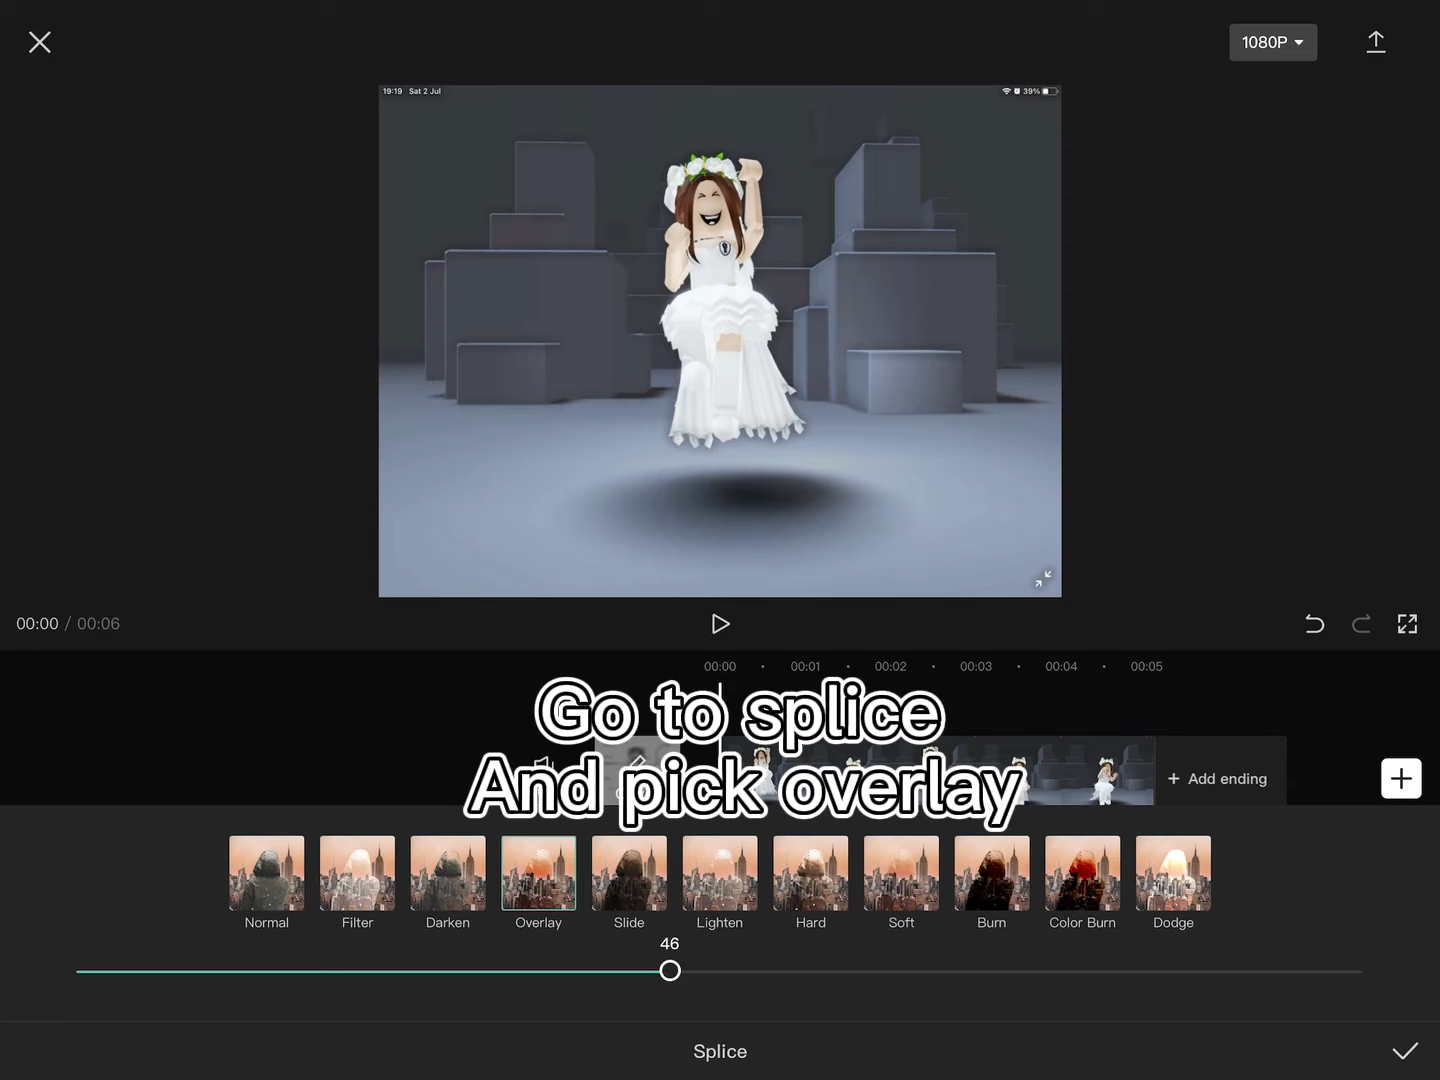 1080P
19:19 Sat 2 Jul
39%
00:00 / 00:06
00:00 00:01 00:02 00:03 00:04 00:05
Go to splice
And pick overlay
+ Add ending
Normal Filter Darken Overlay Slide Lighten Hard Soft Burn Color Burn Dodge
46
Splice